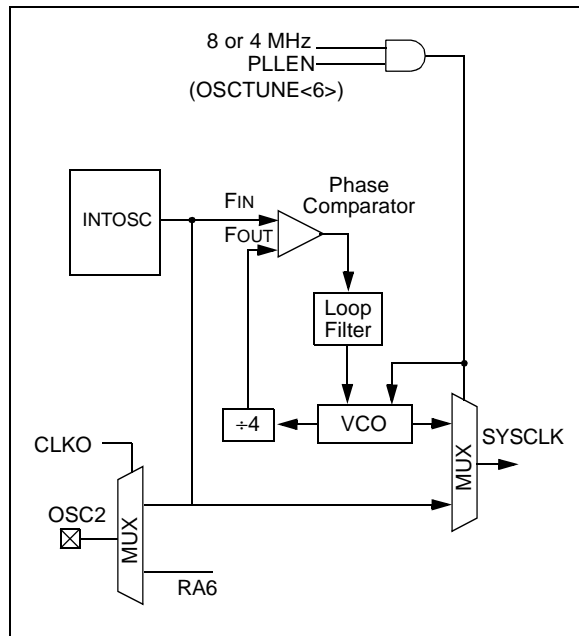 8 or 4 MHz
PLLEN
(OSCTUNE<6>)
Phase
Comparator
INTOSC
FIN
FOUT
Loop
Filter
÷4
VCO
MUX
SYSCLK
CLKO
OSC2
MUX
RA6